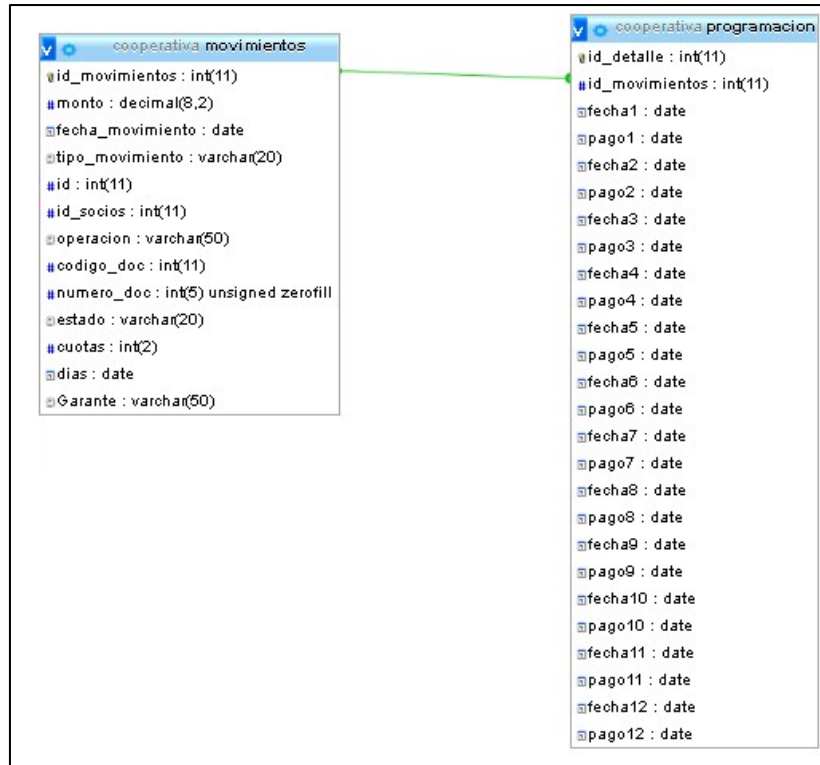 cooperativa movimientos
id_movimientos : int(11)
#monto : decimal(8,2)
fecha_movimiento : date
tipo_movimiento : varchar(20)
#id : int(11)
#id_socios : int(11)
operacion : varchar(50)
#codigo_doc : int(11)
#numero_doc : int(5) unsigned zerofill
estado : varchar(20)
#cuotas : int(2)
dias : date
Garante : varchar(50)
cooperativa programacion
id_detalle : int(11)
#id_movimientos : int(11)
fecha1 : date
pago1 : date
fecha2 : date
pago2 : date
fecha3 : date
pago3 : date
fecha4 : date
pago4 : date
fecha5 : date
pago5 : date
fecha6 : date
pago6 : date
fecha7 : date
pago7 : date
fecha8 : date
pago8 : date
fecha9 : date
pago9 : date
fecha10 : date
pago10 : date
fecha11 : date
pago11 : date
fecha12 : date
pago12 : date